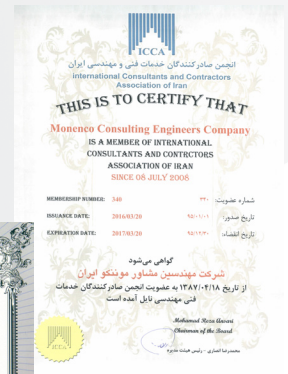 ICCA
انجمن صادرکنندگان خدمات فنی و مهندسی ایران
international Consultants and Contractors
Association of Iran
THIS IS TO CERTIFY THAT
Monenco Consulting Engineers Company
IS A MEMBER OF INTRNATIONAL
CONSULTANTS AND CONTRCTORS
ASSOCIATION OF IRAN
SINCE 08 JULY 2008
MEMBERSHIP NUMBER: 340 شماره عضویت: ۳۴۰
ISSUANCE DATE: 2016/03/20 تاریخ صدور: ۹۵/۰۱/۰۱
EXPIRATION DATE: 2017/03/20 تاریخ انقضاء: ۹۵/۱۲/۳۰
گواهی می‌شود
شرکت مهندسین مشاور موننکو ایران
از تاریخ ۱۳۸۷/۰۴/۱۸ به عضویت انجمن صادرکنندگان خدمات
فنی مهندسی نایل آمده است
Mohamad Reza Ansari
Chairman of the Board
محمدرضا انصاری - رئیس هیئت مدیره
ICCA